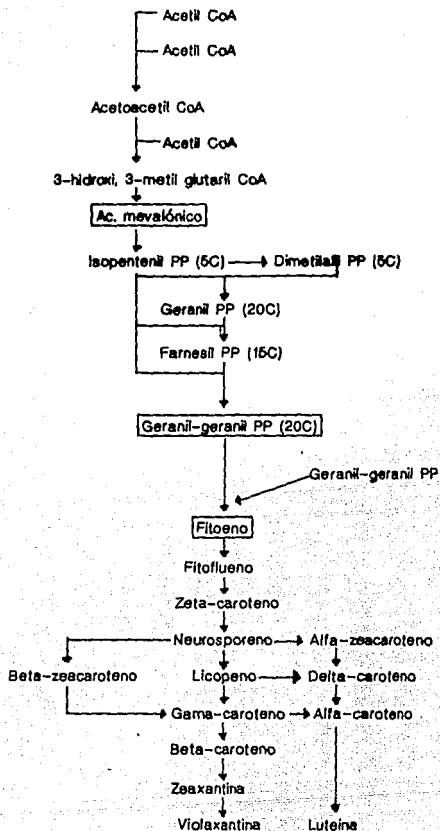 Acetil CoA
Acetil CoA
Acetoacetil CoA
Acetil CoA
3-hidroxi, 3-metil glutaril CoA
Ac. mevalónico
Isopentenil PP (5C) Dimetilalil PP (5C)
Geranil PP (20C)
Farnesil PP (15C)
Geranil-geranil PP (20C)
Geranil-geranil PP
Fitoeno
Fitoflueno
Zeta-caroteno
Neurosporeno Alfa-zeacaroteno
Beta-zeacaroteno Licopeno Delta-caroteno
Gama-caroteno Alfa-caroteno
Beta-caroteno
Zeaxantina
Violaxantina Luteína